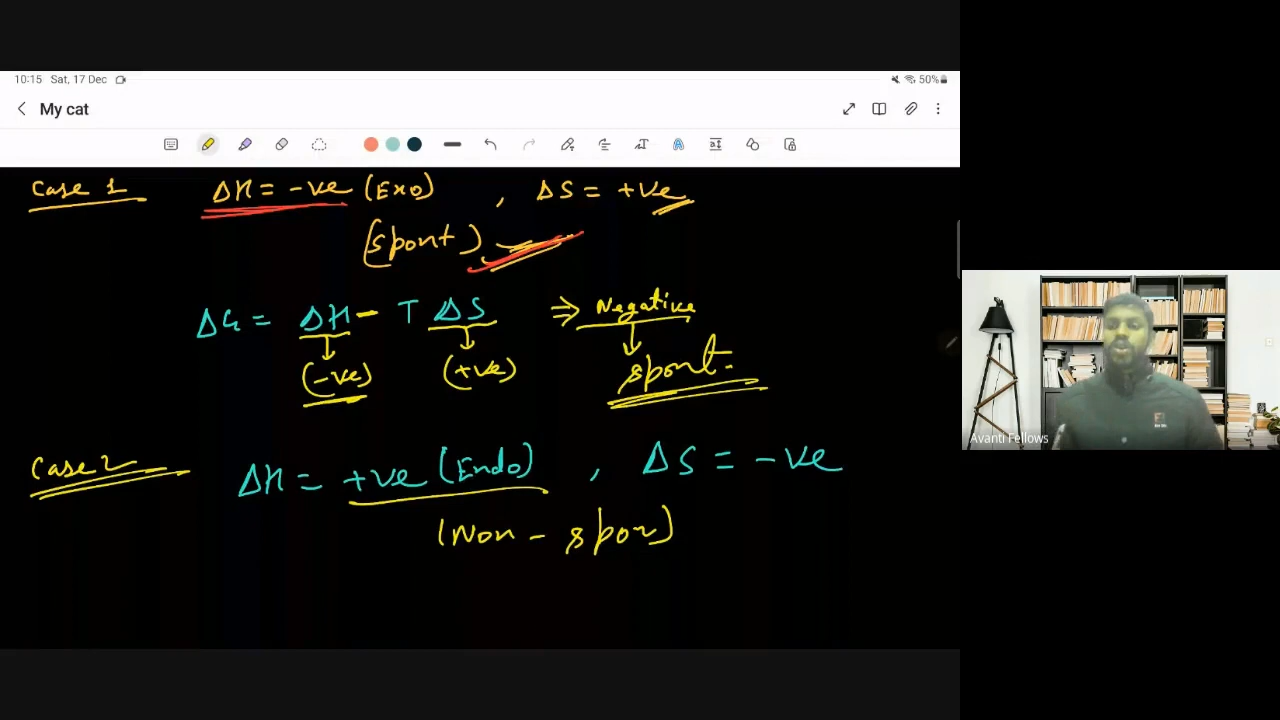 10:15 Sat, 17 Dec 50%
My cat
Case 1 ΔH = -ve (Exo) , ΔS = +ve
(spont)
ΔG = ΔH - T ΔS ⇒ Negative
(-ve) (+ve) spont.
Case 2 ΔH = +ve (Endo) , ΔS = -ve
(Non - spon)
Avanti Fellows